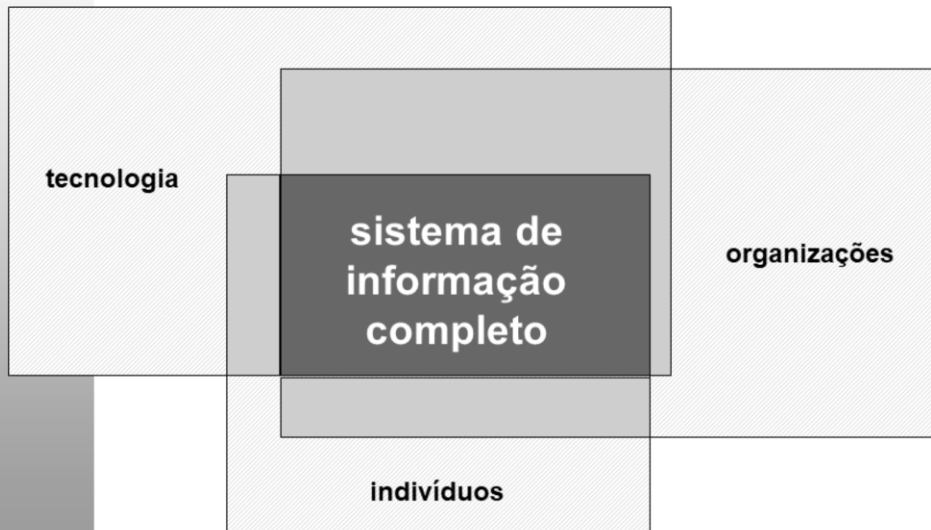 tecnologia
sistema de
informação
completo
organizações
indivíduos